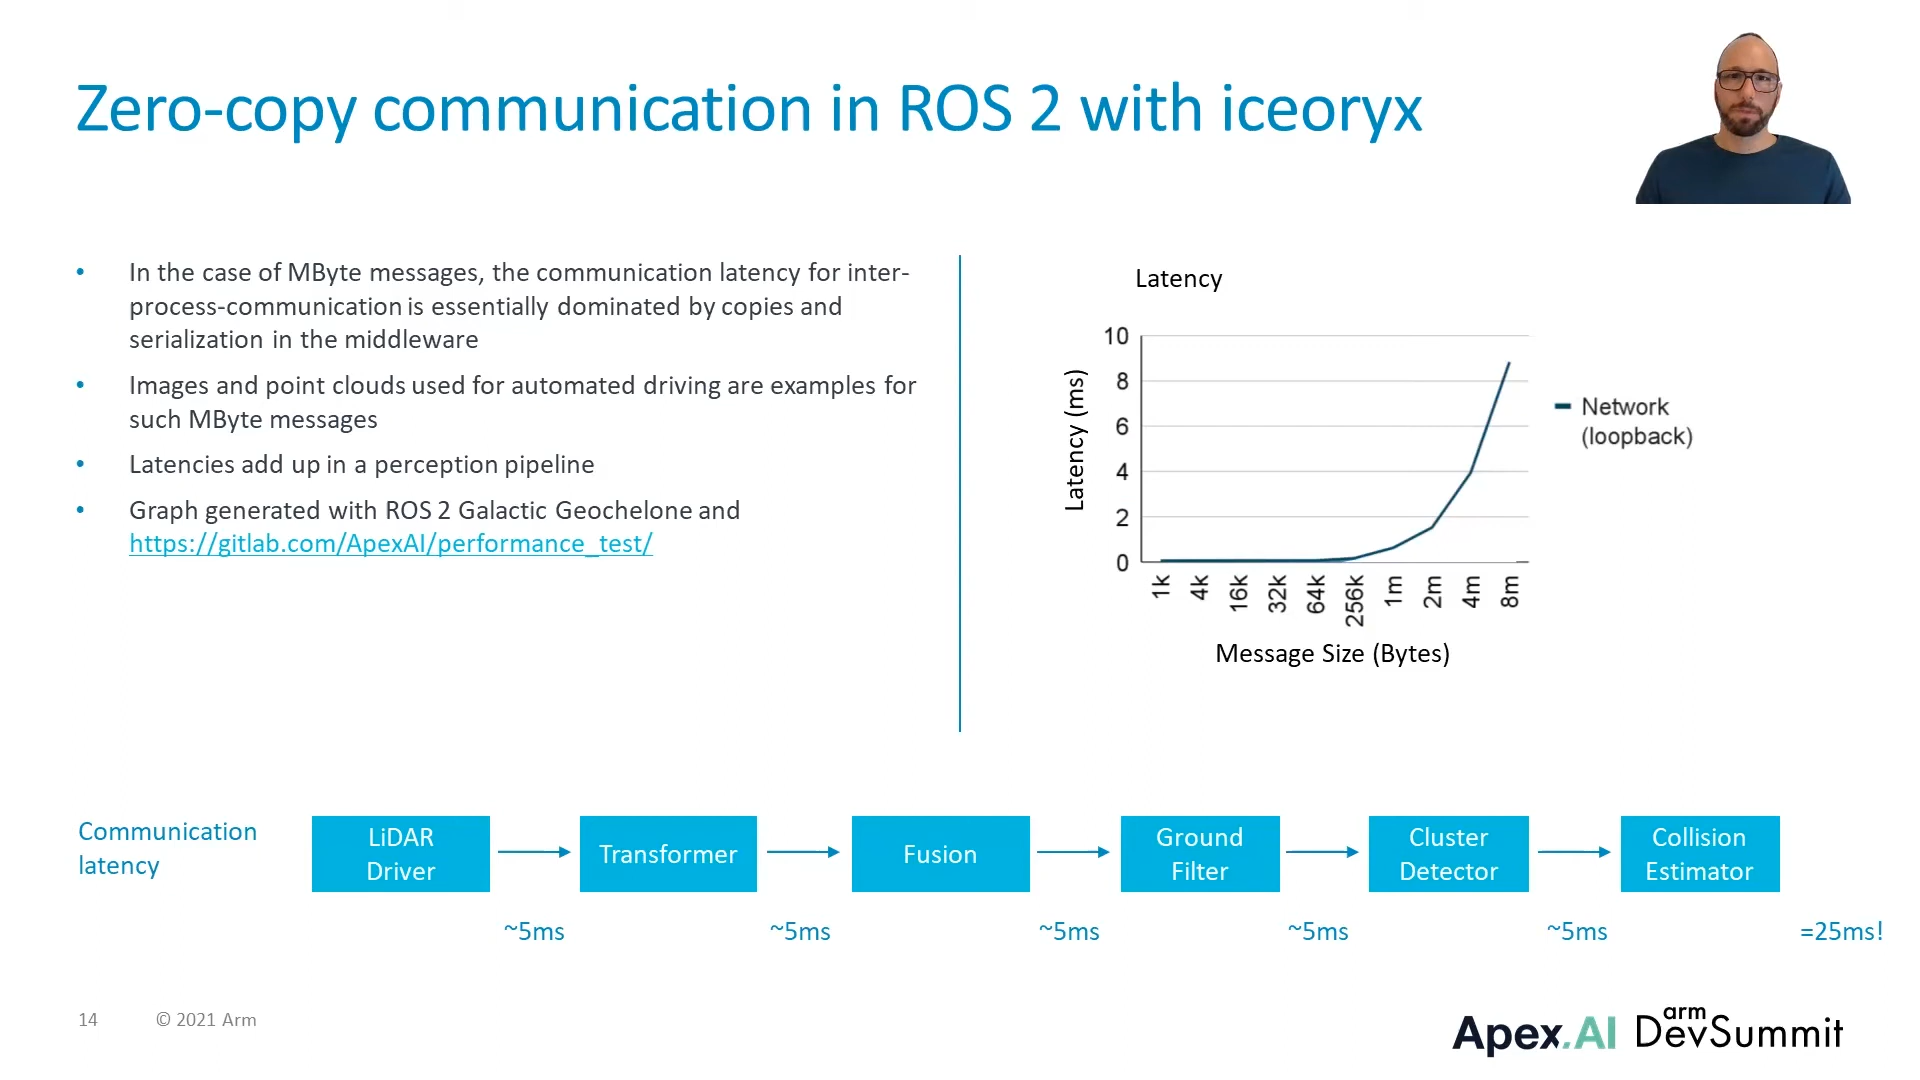 Zero-copy communication in ROS 2 with iceoryx
• In the case of MByte messages, the communication latency for inter-
process-communication is essentially dominated by copies and
serialization in the middleware
• Images and point clouds used for automated driving are examples for
such MByte messages
• Latencies add up in a perception pipeline
• Graph generated with ROS 2 Galactic Geochelone and
https://gitlab.com/ApexAI/performance_test/
Latency
Latency (ms)
10
8
6
4
2
0
1k 4k 16k 32k 64k 256k 1m 2m 4m 8m
Message Size (Bytes)
Network
(loopback)
Communication
latency
LiDAR
Driver
Transformer
Fusion
Ground
Filter
Cluster
Detector
Collision
Estimator
~5ms ~5ms ~5ms ~5ms ~5ms =25ms!
14 © 2021 Arm
Apex.AI
arm
DevSummit